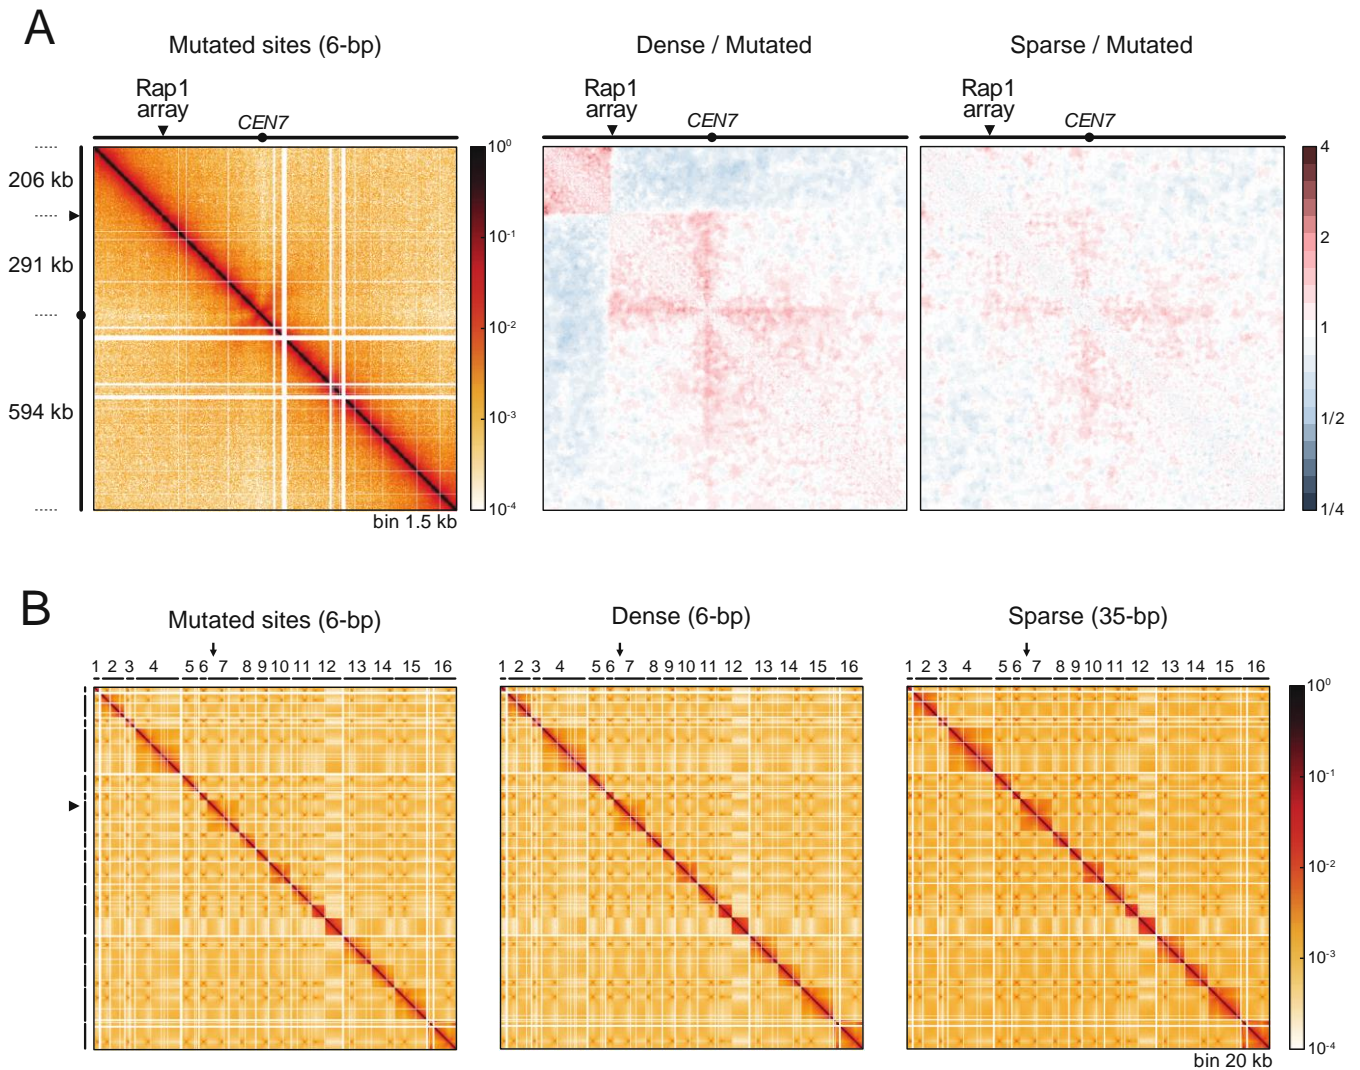 A
Mutated sites (6-bp)
Dense / Mutated
Sparse / Mutated
Rap1
array
CEN7
Rap1
array
CEN7
Rap1
array
CEN7
206 kb
291 kb
594 kb
10⁰
10⁻¹
10⁻²
10⁻³
10⁻⁴
bin 1.5 kb
4
2
1
1/2
1/4
B
Mutated sites (6-bp)
Dense (6-bp)
Sparse (35-bp)
1 2 3 4 5 6 7 8 9 10 11 12 13 14 15 16
1 2 3 4 5 6 7 8 9 10 11 12 13 14 15 16
1 2 3 4 5 6 7 8 9 10 11 12 13 14 15 16
10⁰
10⁻¹
10⁻²
10⁻³
10⁻⁴
bin 20 kb